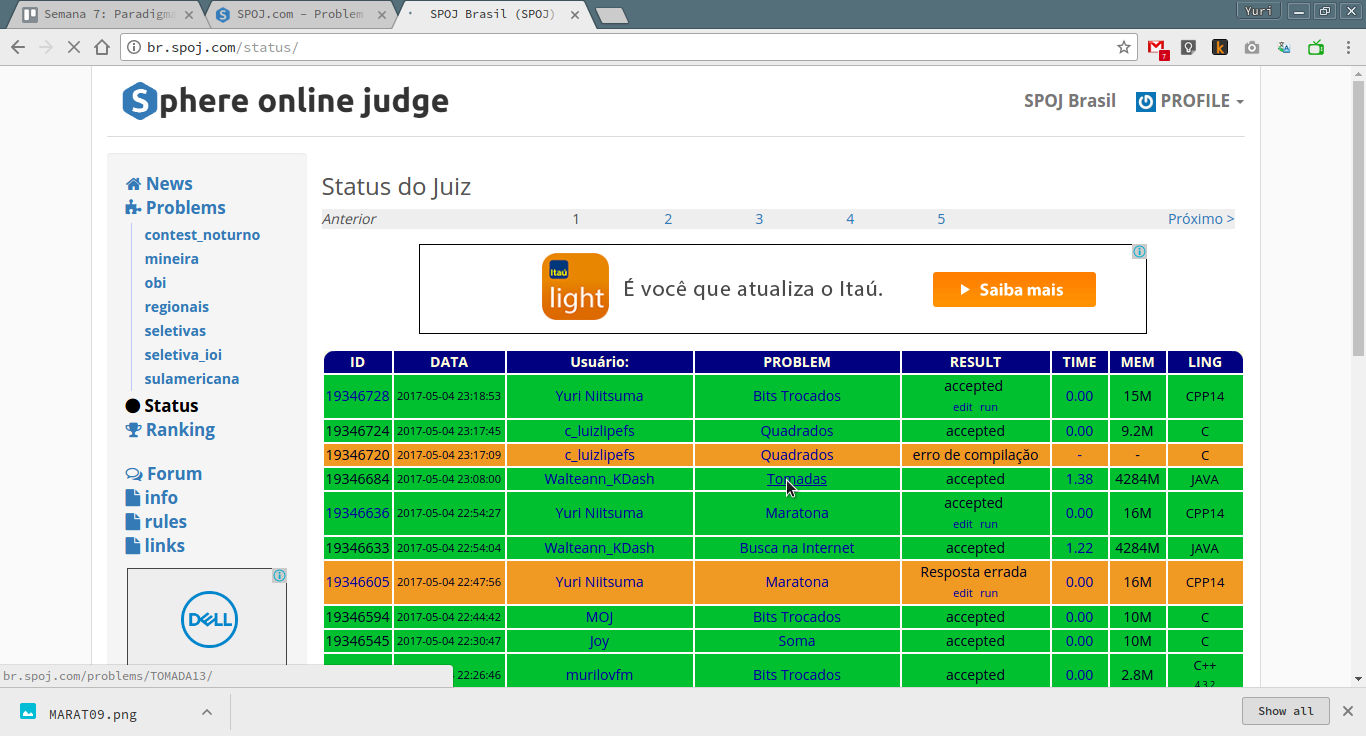 Semana 7: Paradigma
SPOJ.com - Problem
SPOJ Brasil (SPOJ)
Yuri
br.spoj.com/status/
7
Sphere online judge
SPOJ Brasil
PROFILE
News
Problems
contest_noturno
mineira
obi
regionais
seletivas
seletiva_ioi
sulamericana
Status
Ranking
Forum
info
rules
links
DELL
Status do Juiz
Anterior 1 2 3 4 5 Próximo >
Itaú
light
É você que atualiza o Itaú.
Saiba mais
ID DATA Usuário: PROBLEM RESULT TIME MEM LING
19346728 2017-05-04 23:18:53 Yuri Niitsuma Bits Trocados accepted 0.00 15M CPP14
edit run
19346724 2017-05-04 23:17:45 c_luizlipefs Quadrados accepted 0.00 9.2M C
19346720 2017-05-04 23:17:09 c_luizlipefs Quadrados erro de compilação - - C
19346684 2017-05-04 23:08:00 Walteann_KDash Tomadas accepted 1.38 4284M JAVA
19346636 2017-05-04 22:54:27 Yuri Niitsuma Maratona accepted 0.00 16M CPP14
edit run
19346633 2017-05-04 22:54:04 Walteann_KDash Busca na Internet accepted 1.22 4284M JAVA
19346605 2017-05-04 22:47:56 Yuri Niitsuma Maratona Resposta errada 0.00 16M CPP14
edit run
19346594 2017-05-04 22:44:42 MOJ Bits Trocados accepted 0.00 10M C
19346545 2017-05-04 22:30:47 Joy Soma accepted 0.00 10M C
22:26:46 murilovfm Bits Trocados accepted 0.00 2.8M C++
4.3.2
br.spoj.com/problems/TOMADA13/
MARAT09.png
Show all